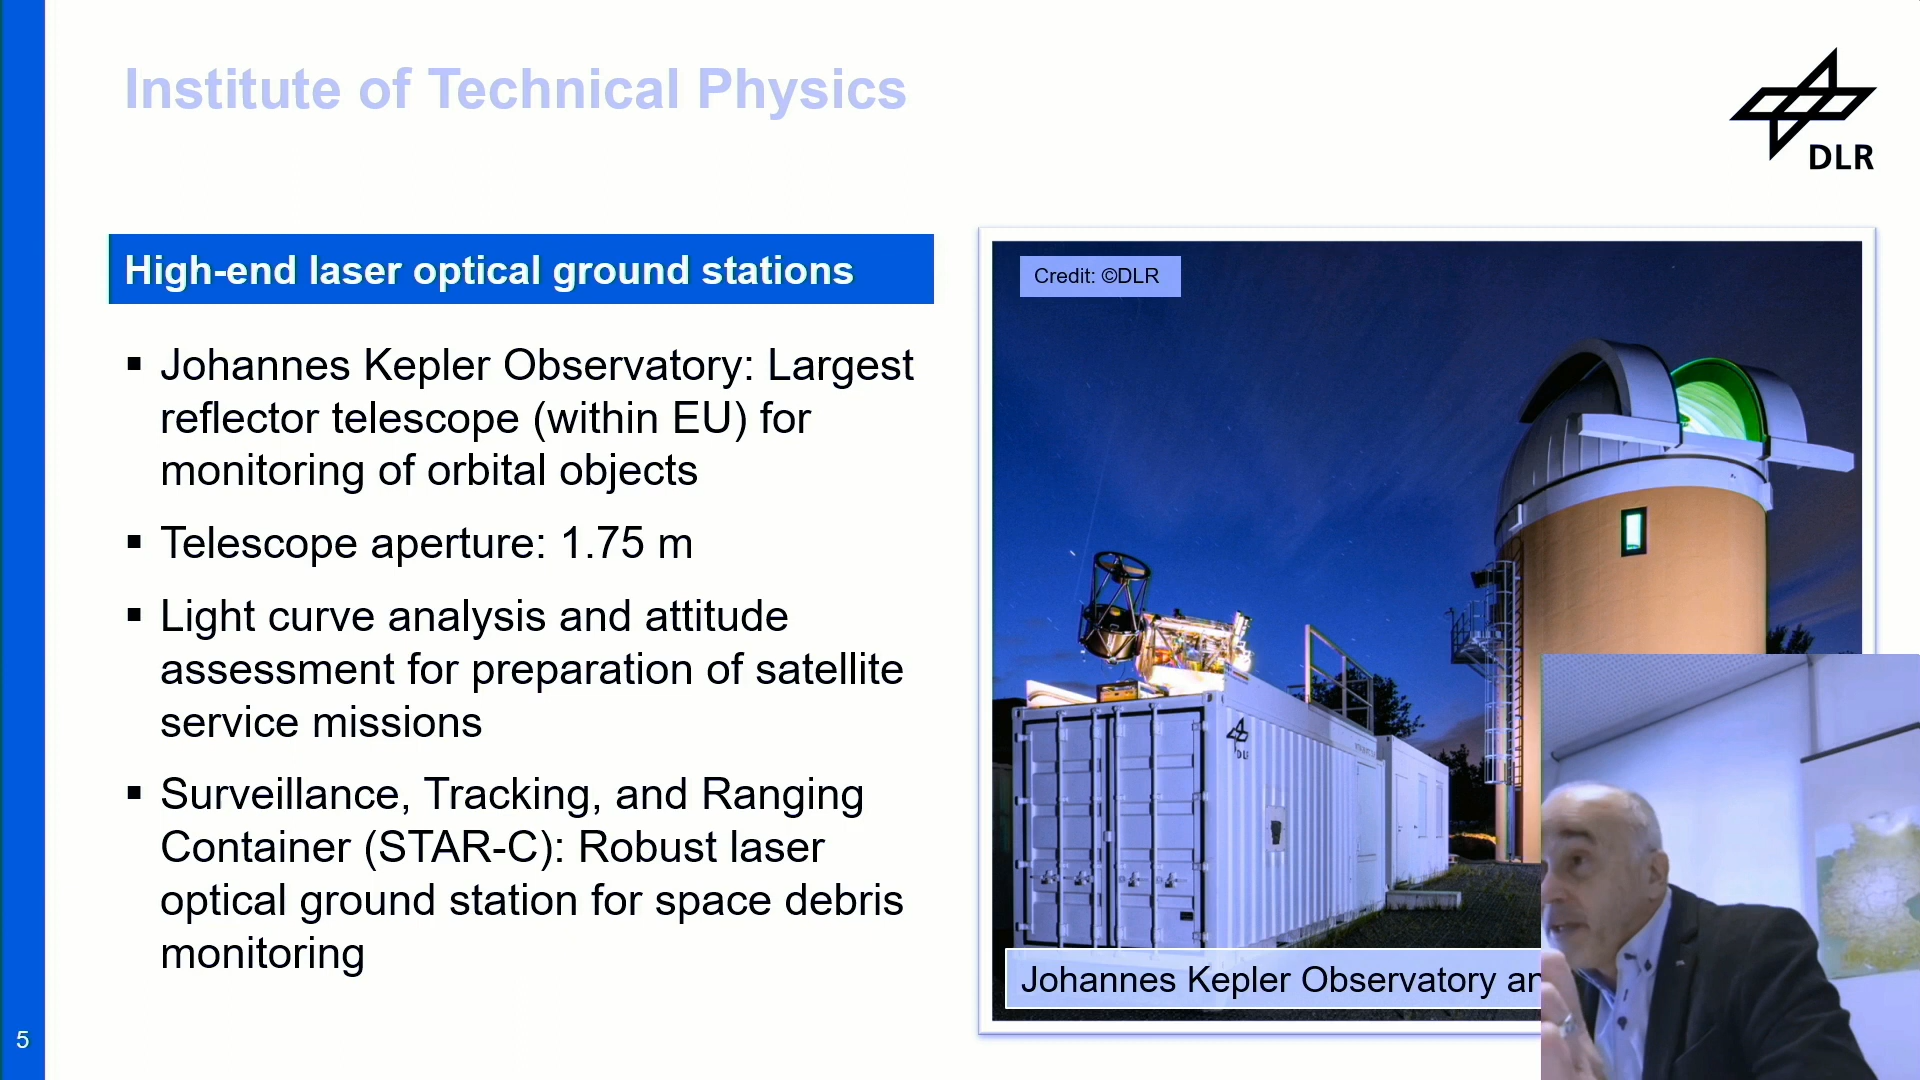 Institute of Technical Physics
DLR
High-end laser optical ground stations
▪ Johannes Kepler Observatory: Largest
reflector telescope (within EU) for
monitoring of orbital objects
▪ Telescope aperture: 1.75 m
▪ Light curve analysis and attitude
assessment for preparation of satellite
service missions
▪ Surveillance, Tracking, and Ranging
Container (STAR-C): Robust laser
optical ground station for space debris
monitoring
Credit: ©DLR
DLR
Johannes Kepler Observatory
5